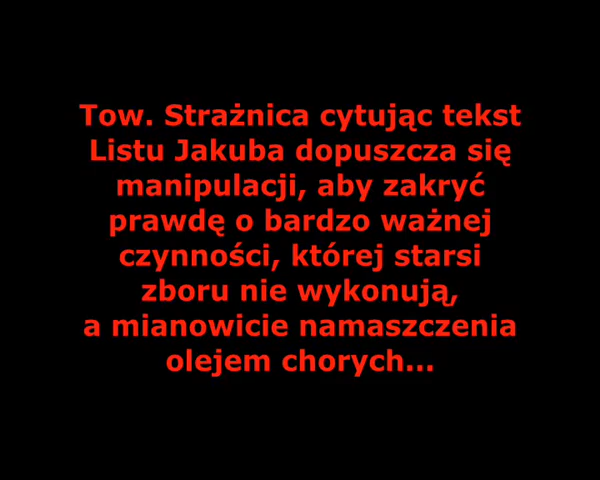 Tow. Strażnica cytując tekst
Listu Jakuba dopuszcza się
manipulacji, aby zakryć
prawdę o bardzo ważnej
czynności, której starsi
zboru nie wykonują,
a mianowicie namaszczenia
olejem chorych...